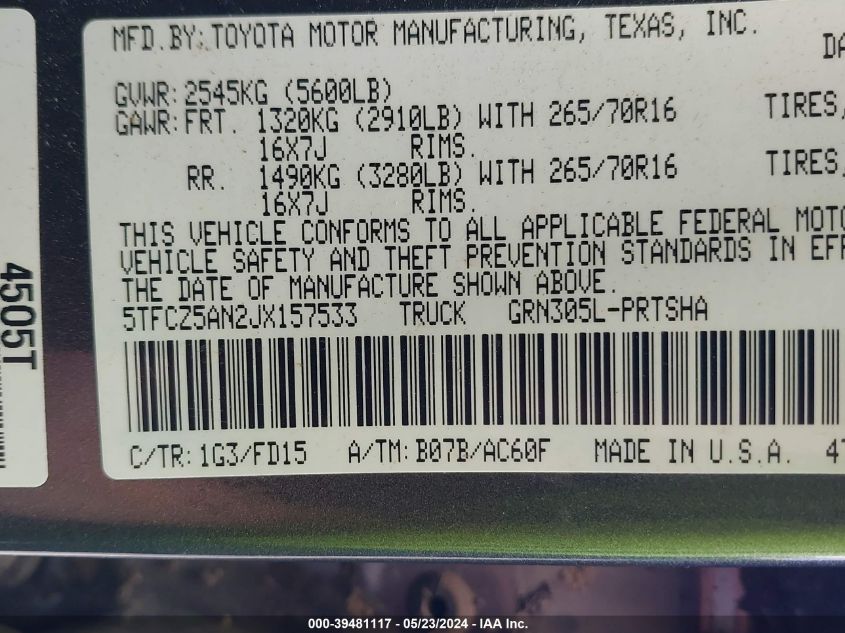 MFD.BY:TOYOTA MOTOR MANUFACTURING, TEXAS, INC.
DA
GVWR:2545KG (5600LB)
GAWR:FRT. 1320KG (2910LB) WITH 265/70R16 TIRES,
16X7J RIMS.
RR. 1490KG (3280LB) WITH 265/70R16 TIRES,
16X7J RIMS.
THIS VEHICLE CONFORMS TO ALL APPLICABLE FEDERAL MOTO
VEHICLE SAFETY AND THEFT PREVENTION STANDARDS IN EFF
THE DATE OF MANUFACTURE SHOWN ABOVE.
5TFCZ5AN2JX157533 TRUCK GRN305L-PRTSHA
C/TR:1G3/FD15 A/TM:B07B/AC60F MADE IN U.S.A. 47
4505T
000-39481117 - 05/23/2024 - IAA Inc.